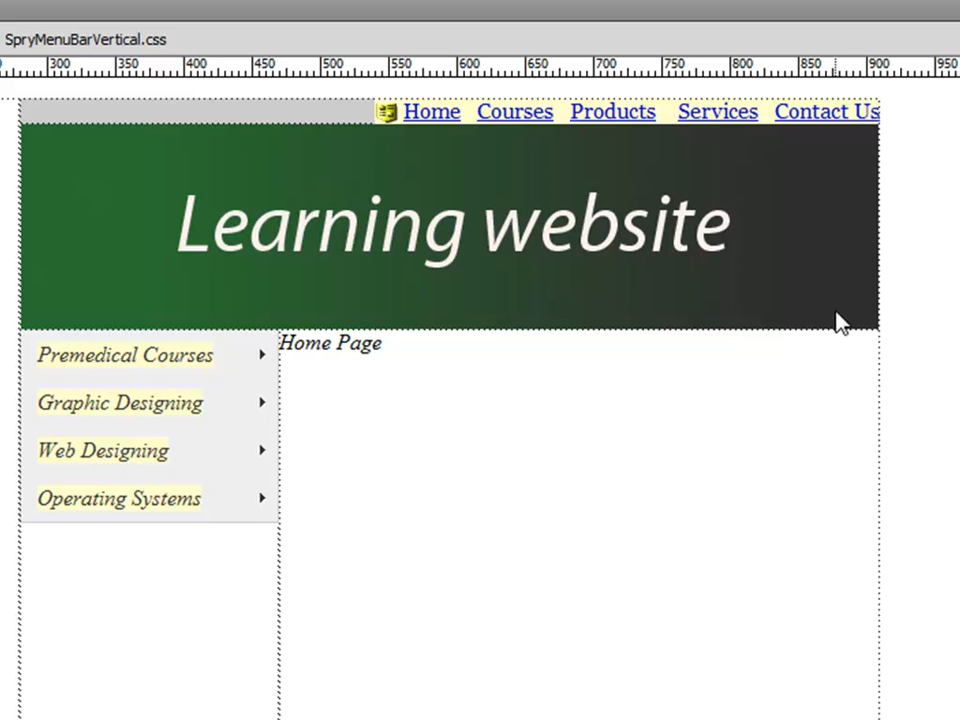 SpryMenuBarVertical.css
300 350 400 450 500 550 600 650 700 750 800 850 900 950
Home Courses Products Services Contact Us
Learning website
Premedical Courses
Home Page
Graphic Designing
Web Designing
Operating Systems